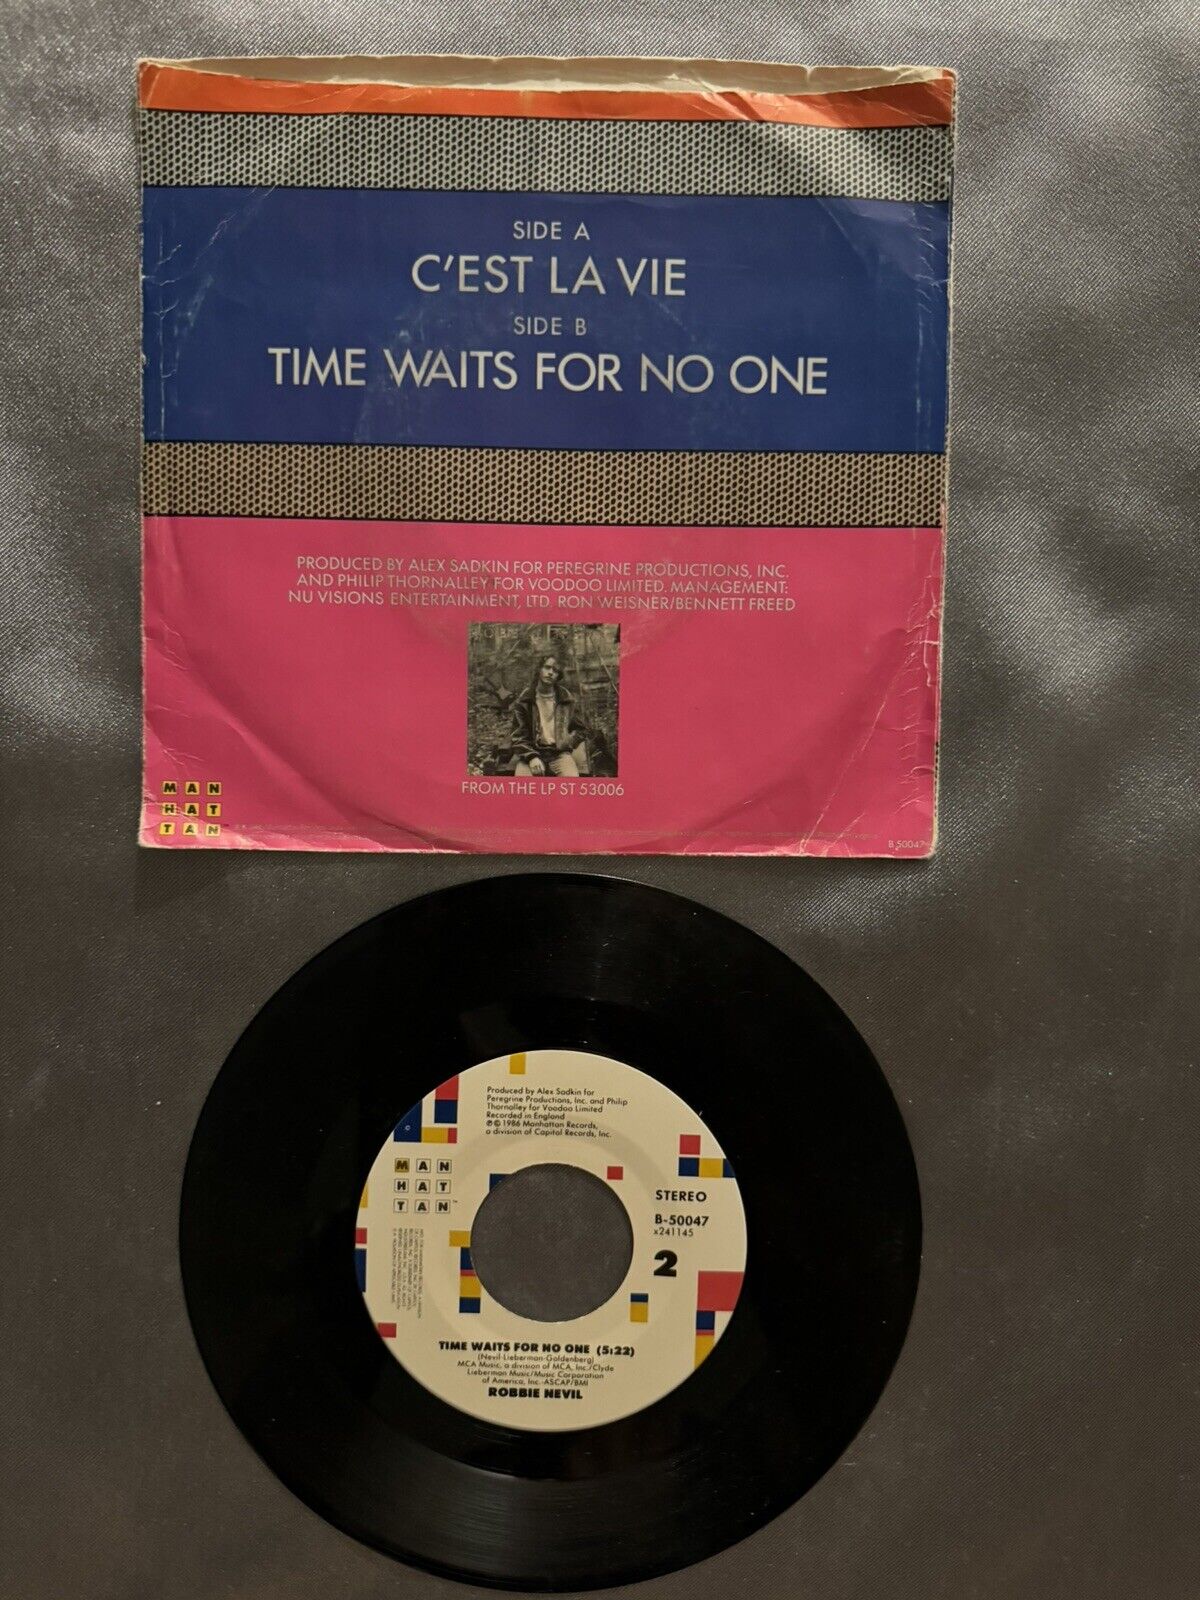 SIDE A
C'EST LA VIE
SIDE B
TIME WAITS FOR NO ONE
PRODUCED BY ALEX SADKIN FOR PEREGRINE PRODUCTIONS, INC.
AND PHILIP THORNALLEY FOR VOODOO LIMITED. MANAGEMENT:
NU VISIONS ENTERTAINMENT, LTD. RON WEISNER/BENNETT FREED
FROM THE LP ST 53006
MAN
HAT
TAN
B 50047
Produced by Alex Sadkin for
Peregrine Productions, Inc. and Philip
Thornalley for Voodoo Limited
Recorded in England
℗© 1986 Manhattan Records,
a division of Capitol Records, Inc.
MAN
HAT
TAN™
STEREO
B-50047
x241145
2
TIME WAITS FOR NO ONE (5:22)
(Nevil-Lieberman-Goldenberg)
MCA Music, a division of MCA, Inc./Clyde
Lieberman Music/Music Corporation
of America, Inc.-ASCAP/BMI
ROBBIE NEVIL